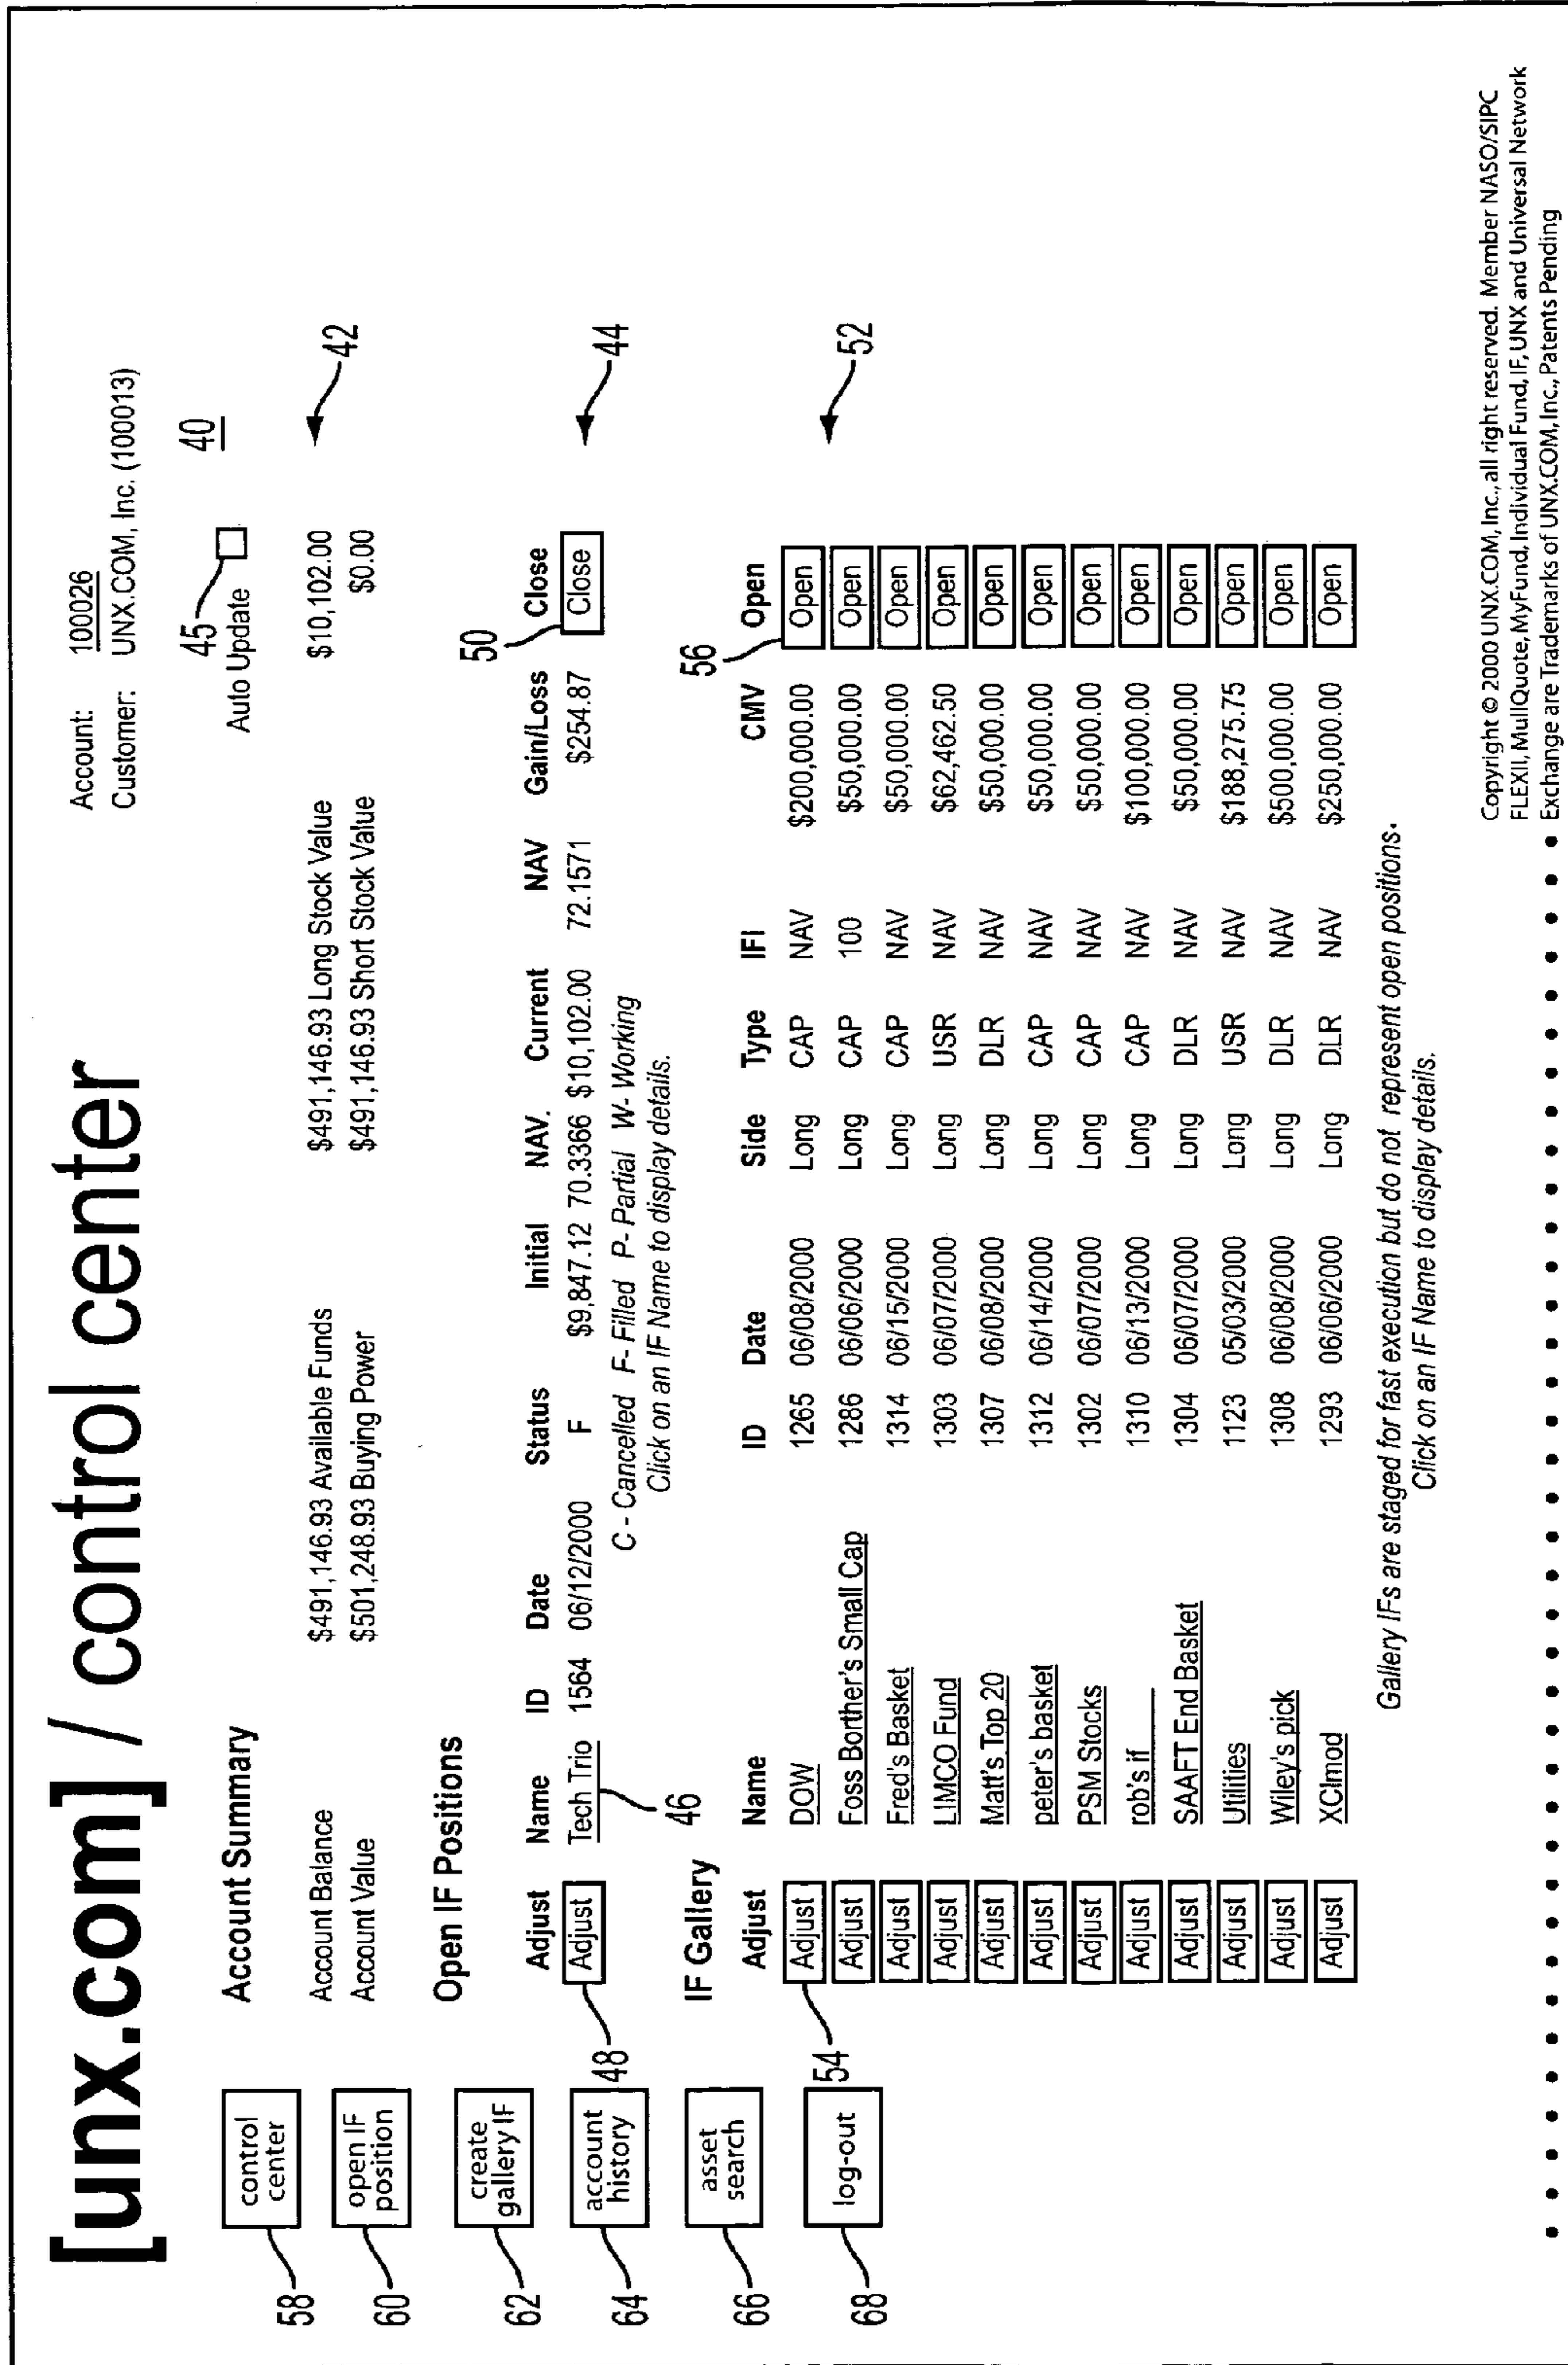 [unx.com] / control center
Account: 100026
Customer: UNX.COM, Inc. (100013)
40
45
Auto Update
Account Summary
Account Balance $491,146.93 Available Funds $491,146.93 Long Stock Value $10,102.00
Account Value $501,248.93 Buying Power $491,146.93 Short Stock Value $0.00
42
Open IF Positions
50
Adjust Name ID Date Status Initial NAV. Current NAV Gain/Loss Close
Adjust Tech Trio 1564 06/12/2000 F $9,847.12 70.3366 $10,102.00 72.1571 $254.87 Close
44
C - Cancelled F- Filled P- Partial W- Working
Click on an IF Name to display details.
48
46
IF Gallery
56
Adjust Name ID Date Side Type IFI CMV Open
Adjust DOW 1265 06/08/2000 Long CAP NAV $200,000.00 Open
Adjust Foss Borther's Small Cap 1286 06/06/2000 Long CAP 100 $50,000.00 Open
Adjust Fred's Basket 1314 06/15/2000 Long CAP NAV $50,000.00 Open
Adjust LIMCO Fund 1303 06/07/2000 Long USR NAV $62,462.50 Open
Adjust Matt's Top 20 1307 06/08/2000 Long DLR NAV $50,000.00 Open
Adjust peter's basket 1312 06/14/2000 Long CAP NAV $50,000.00 Open
Adjust PSM Stocks 1302 06/07/2000 Long CAP NAV $50,000.00 Open
Adjust rob's if 1310 06/13/2000 Long CAP NAV $100,000.00 Open
Adjust SAAFT End Basket 1304 06/07/2000 Long DLR NAV $50,000.00 Open
Adjust Utilities 1123 05/03/2000 Long USR NAV $188,275.75 Open
Adjust Wiley's pick 1308 06/08/2000 Long DLR NAV $500,000.00 Open
Adjust XCImod 1293 06/06/2000 Long DLR NAV $250,000.00 Open
52
54
Gallery IFs are staged for fast execution but do not represent open positions.
Click on an IF Name to display details.
58
control
center
60
open IF
position
62
create
gallery IF
64
account
history
66
asset
search
68
log-out
Copyright © 2000 UNX.COM, Inc., all right reserved. Member NASO/SIPC
FLEXII, MullQuote, MyFund, Individual Fund, IF, UNX and Universal Network
Exchange are Trademarks of UNX.COM, Inc., Patents Pending